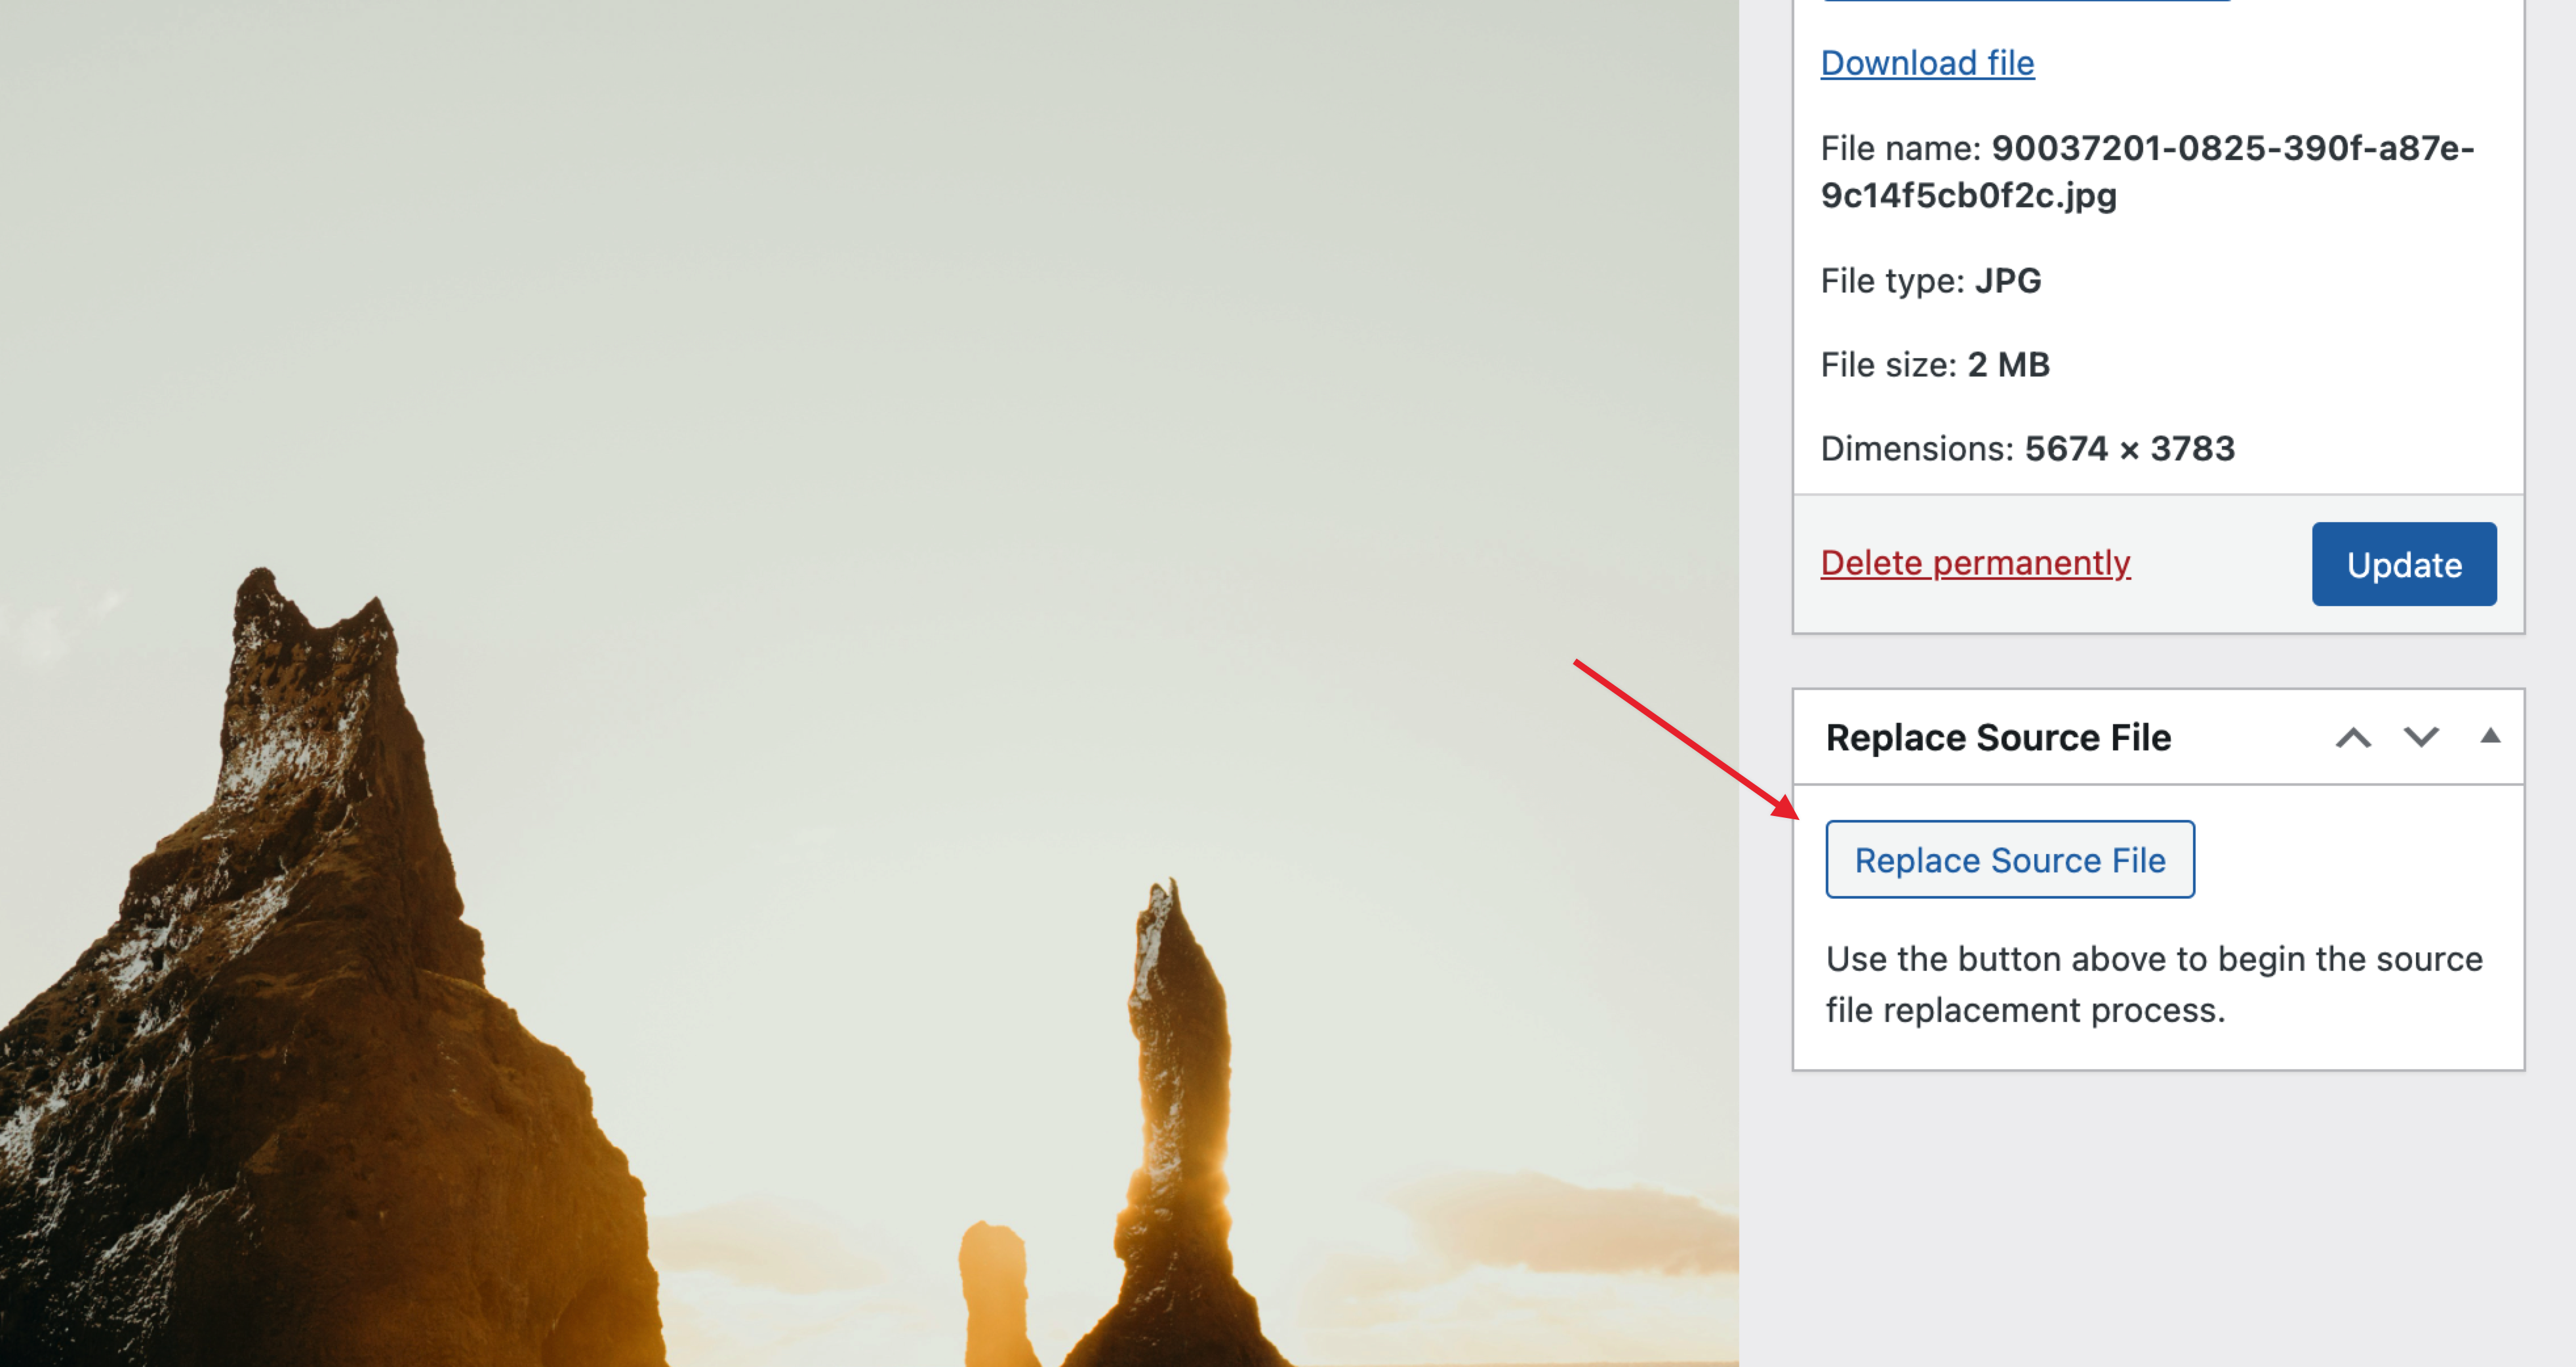 Download file
File name: 90037201-0825-390f-a87e-
9c14f5cb0f2c.jpg
File type: JPG
File size: 2 MB
Dimensions: 5674 × 3783
Delete permanently
Update
Replace Source File
Replace Source File
Use the button above to begin the source
file replacement process.